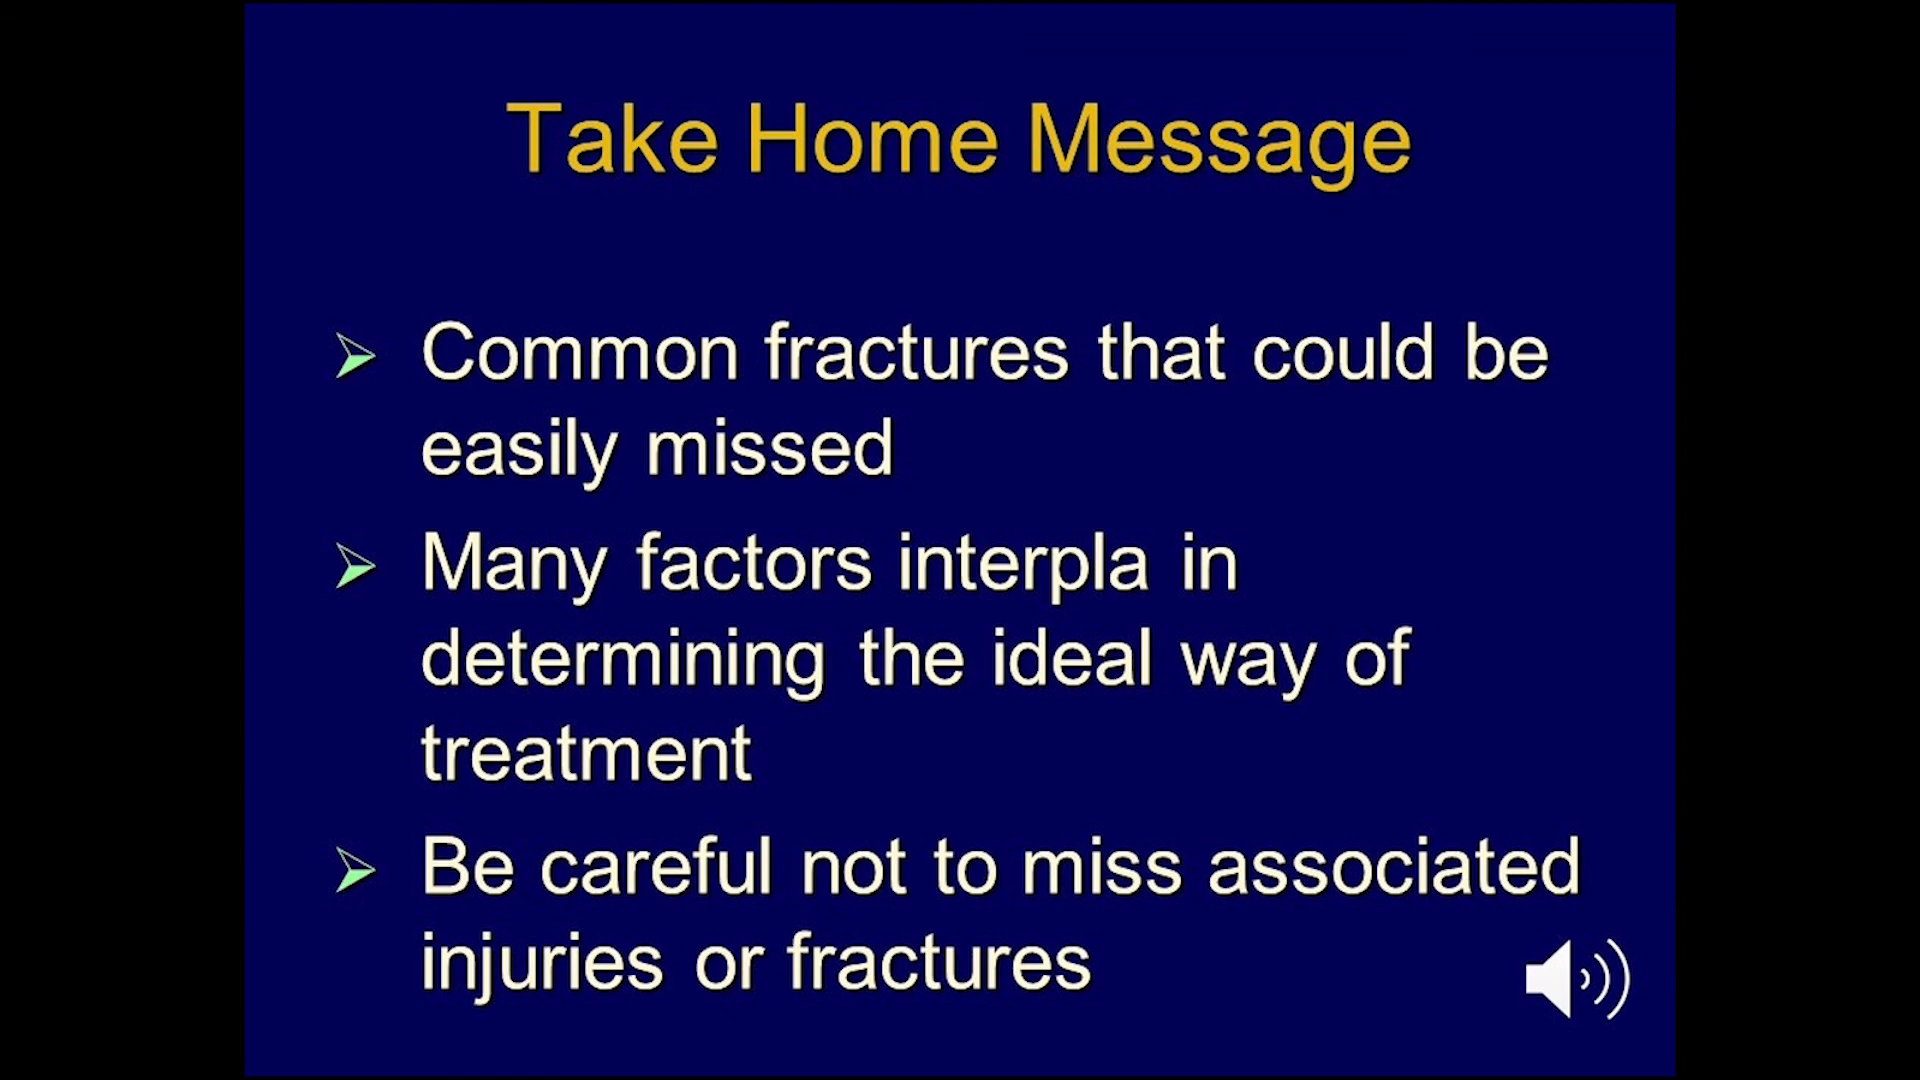 Take Home Message
Common fractures that could be
easily missed
Many factors interpla in
determining the ideal way of
treatment
Be careful not to miss associated
injuries or fractures